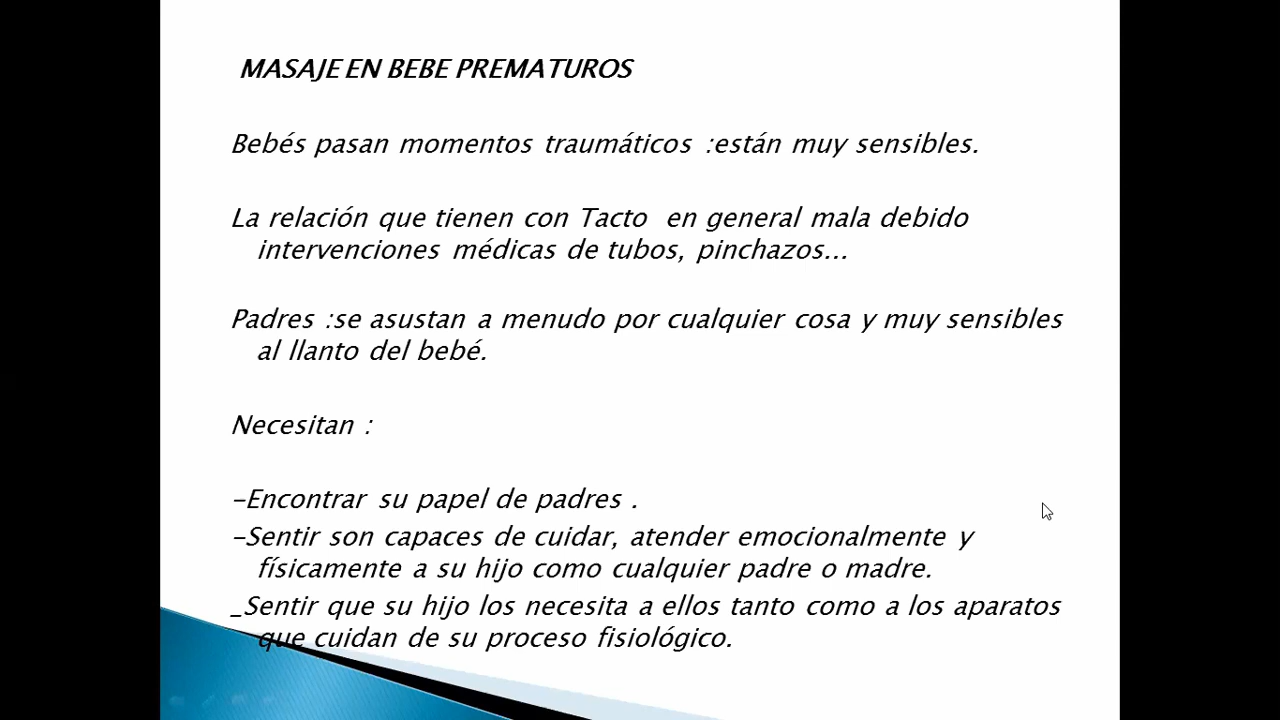 MASAJE EN BEBE PREMATUROS
Bebés pasan momentos traumáticos :están muy sensibles.
La relación que tienen con Tacto en general mala debido
intervenciones médicas de tubos, pinchazos...
Padres :se asustan a menudo por cualquier cosa y muy sensibles
al llanto del bebé.
Necesitan :
-Encontrar su papel de padres .
-Sentir son capaces de cuidar, atender emocionalmente y
físicamente a su hijo como cualquier padre o madre.
_Sentir que su hijo los necesita a ellos tanto como a los aparatos
que cuidan de su proceso fisiológico.